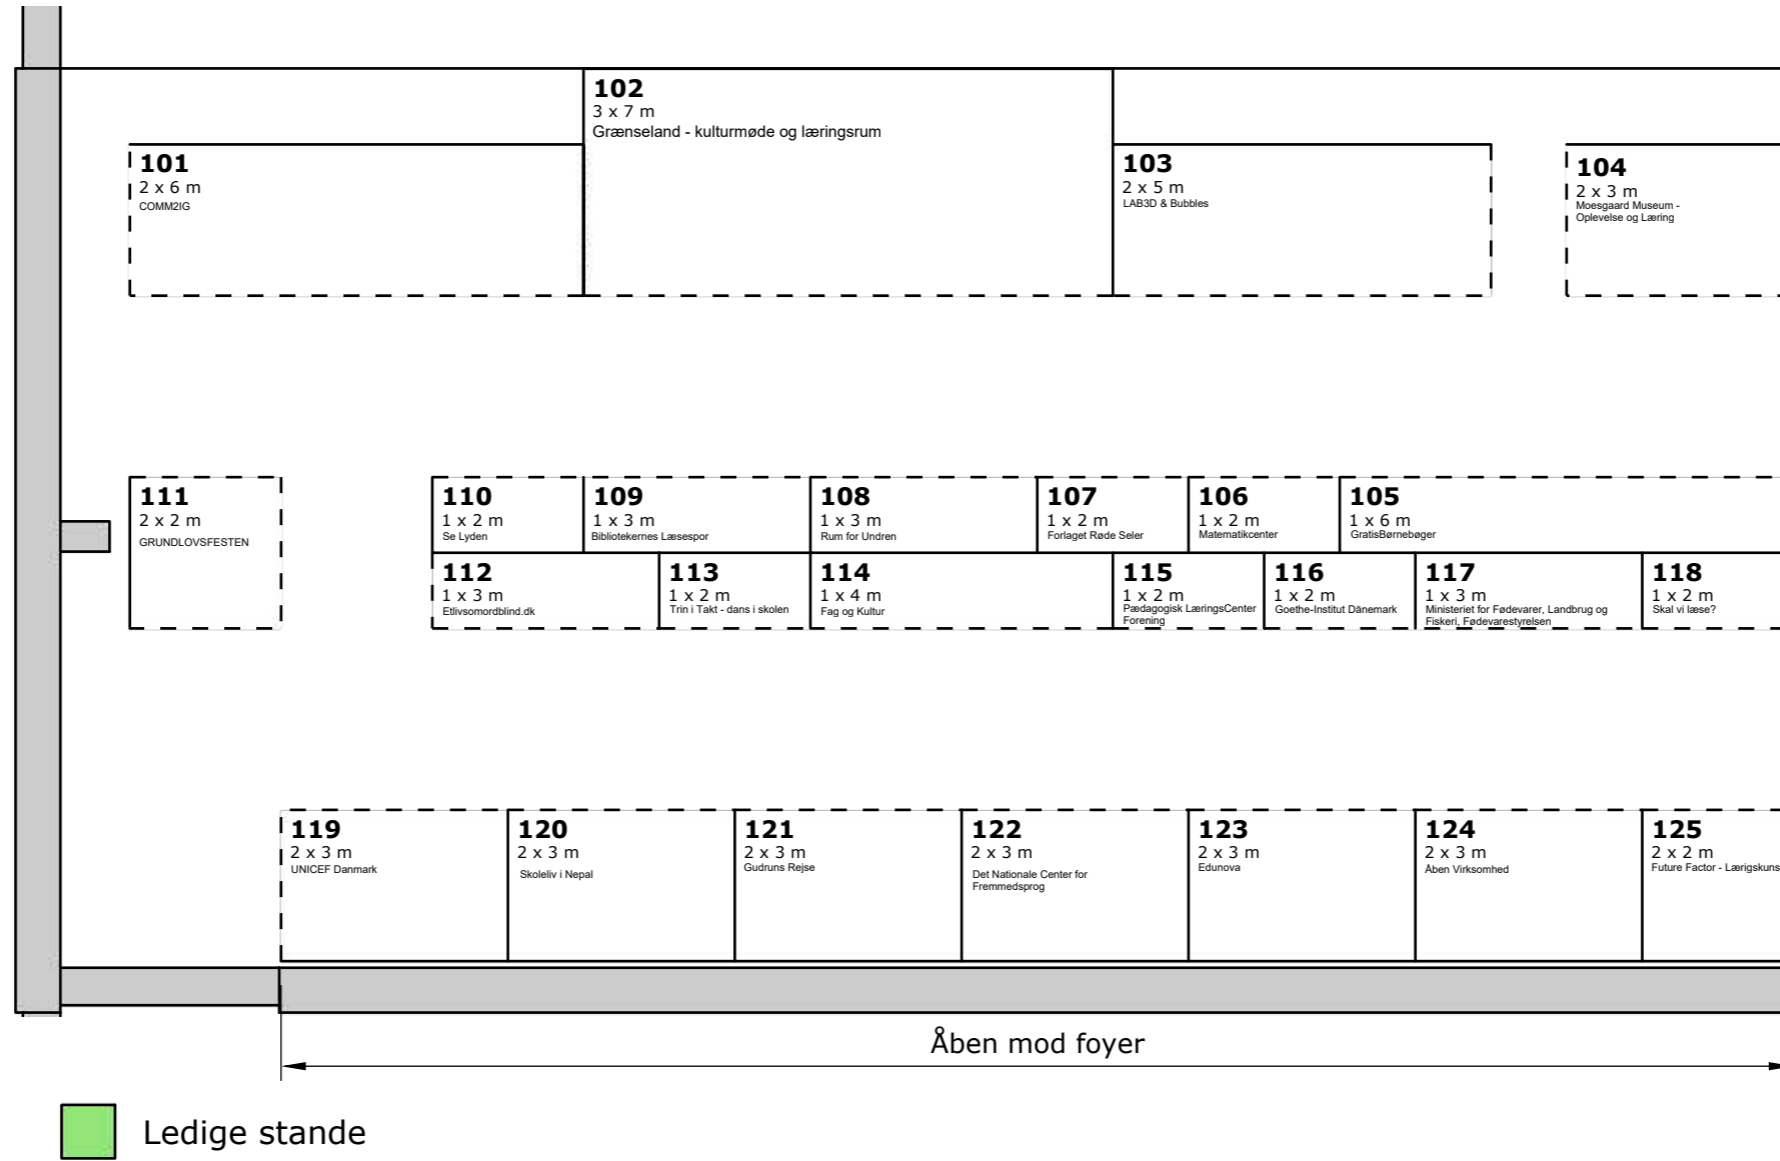 102
3 x 7 m
Grænseland - kulturmøde og læringsrum
101
2 x 6 m
COMM2IG
103
2 x 5 m
LAB3D & Bubbles
104
2 x 3 m
Moesgaard Museum -
Oplevelse og Læring
111
2 x 2 m
GRUNDLOVSFESTEN
110
1 x 2 m
Se Lyden
109
1 x 3 m
Bibliotekernes Læsespor
108
1 x 3 m
Rum for Undren
107
1 x 2 m
Forlaget Røde Seler
106
1 x 2 m
Matematikcenter
105
1 x 6 m
GratisBørnebøger
112
1 x 3 m
Etlivsomordblind.dk
113
1 x 2 m
Trin i Takt - dans i skolen
114
1 x 4 m
Fag og Kultur
115
1 x 2 m
Pædagogisk LæringsCenter
Forening
116
1 x 2 m
Goethe-Institut Dänemark
117
1 x 3 m
Ministeriet for Fødevarer, Landbrug og
Fiskeri, Fødevarestyrelsen
118
1 x 2 m
Skal vi læse?
119
2 x 3 m
UNICEF Danmark
120
2 x 3 m
Skoleliv i Nepal
121
2 x 3 m
Gudruns Rejse
122
2 x 3 m
Det Nationale Center for
Fremmedsprog
123
2 x 3 m
Edunova
124
2 x 3 m
Åben Virksomhed
125
2 x 2 m
Future Factor - Lærigskuns
Åben mod foyer
Ledige stande